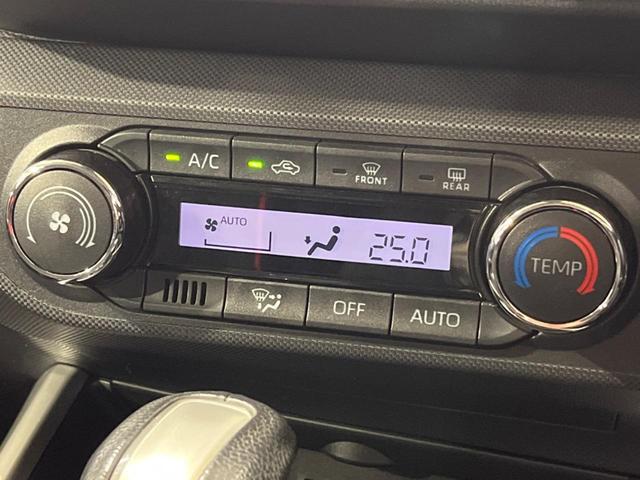 A/C
FRONT
REAR
AUTO
25.0
TEMP
OFF
AUTO